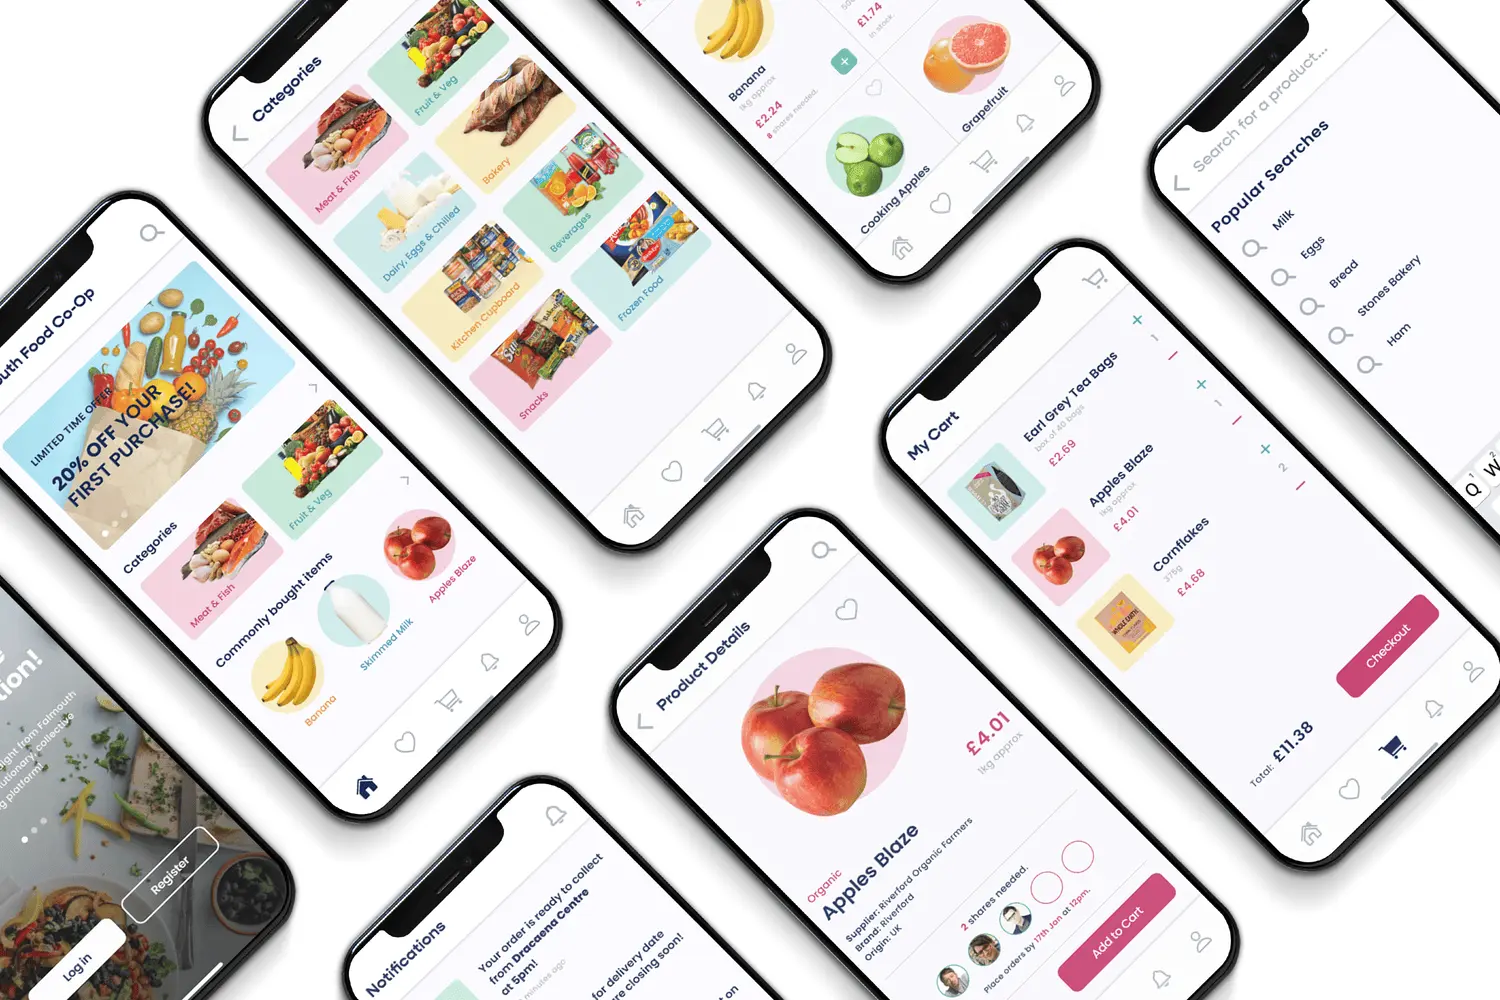 Categories
Meat & Fish
Fruit & Veg
Dairy, Eggs & Chilled
Bakery
Kitchen Cupboard
Beverages
Snacks
Frozen Food
Banana
1kg approx
£2.24
8 shares needed.
£1.74
in stock.
Grapefruit
Cooking Apples
Search for a product...
Popular Searches
Milk
Eggs
Bread
Stones Bakery
Ham
1
2
Q
W
Food Co-Op
LIMITED TIME OFFER
20% OFF YOUR
FIRST PURCHASE!
Categories
Meat & Fish
Fruit & Veg
Commonly bought items
Banana
Skimmed Milk
Apples Blaze
My Cart
Earl Grey Tea Bags
box of 40 bags
£2.69
+
1
−
Apples Blaze
1kg approx
£4.01
+
1
−
Cornflakes
375g
£4.68
+
2
−
WHOLE EARTH
Checkout
Total: £11.38
Product Details
£4.01
1kg approx
Organic
Apples Blaze
Supplier: Riverford Organic Farmers
Brand: Riverford
Origin: UK
2 shares needed.
Place orders by 17th Jan at 12pm.
Add to Cart
Notifications
Your order is ready to collect
from Dracaena Centre
at 5pm!
minutes ago
for delivery date
closing soon!
on
from Falmouth
collective
platform!
Register
Log in